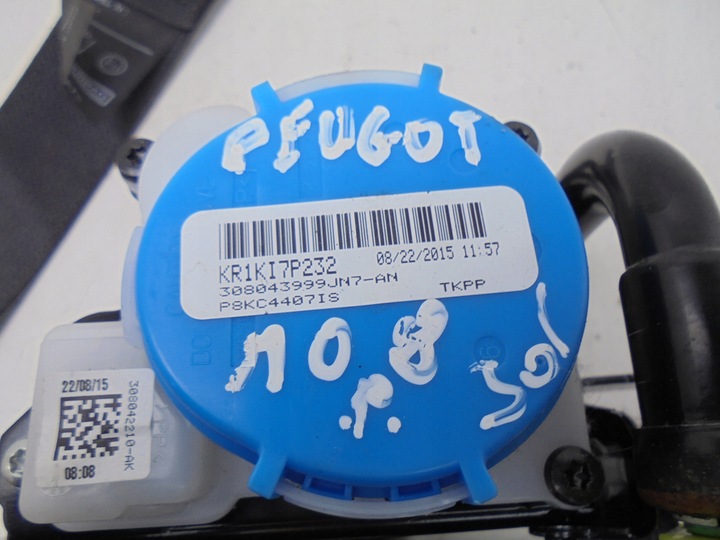 PEUGOT
KR1KI7P232
08/22/2015 11:57
308043999JN7-AN
P8KC4407IS
TKPP
108
.P.
22/08/15
308042210-AK
08:08